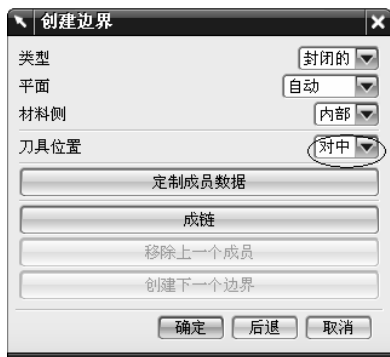 创建边界
类型 封闭的
平面 自动
材料侧 内部
刀具位置 对中
定制成员数据
成链
移除上一个成员
创建下一个边界
确定 后退 取消